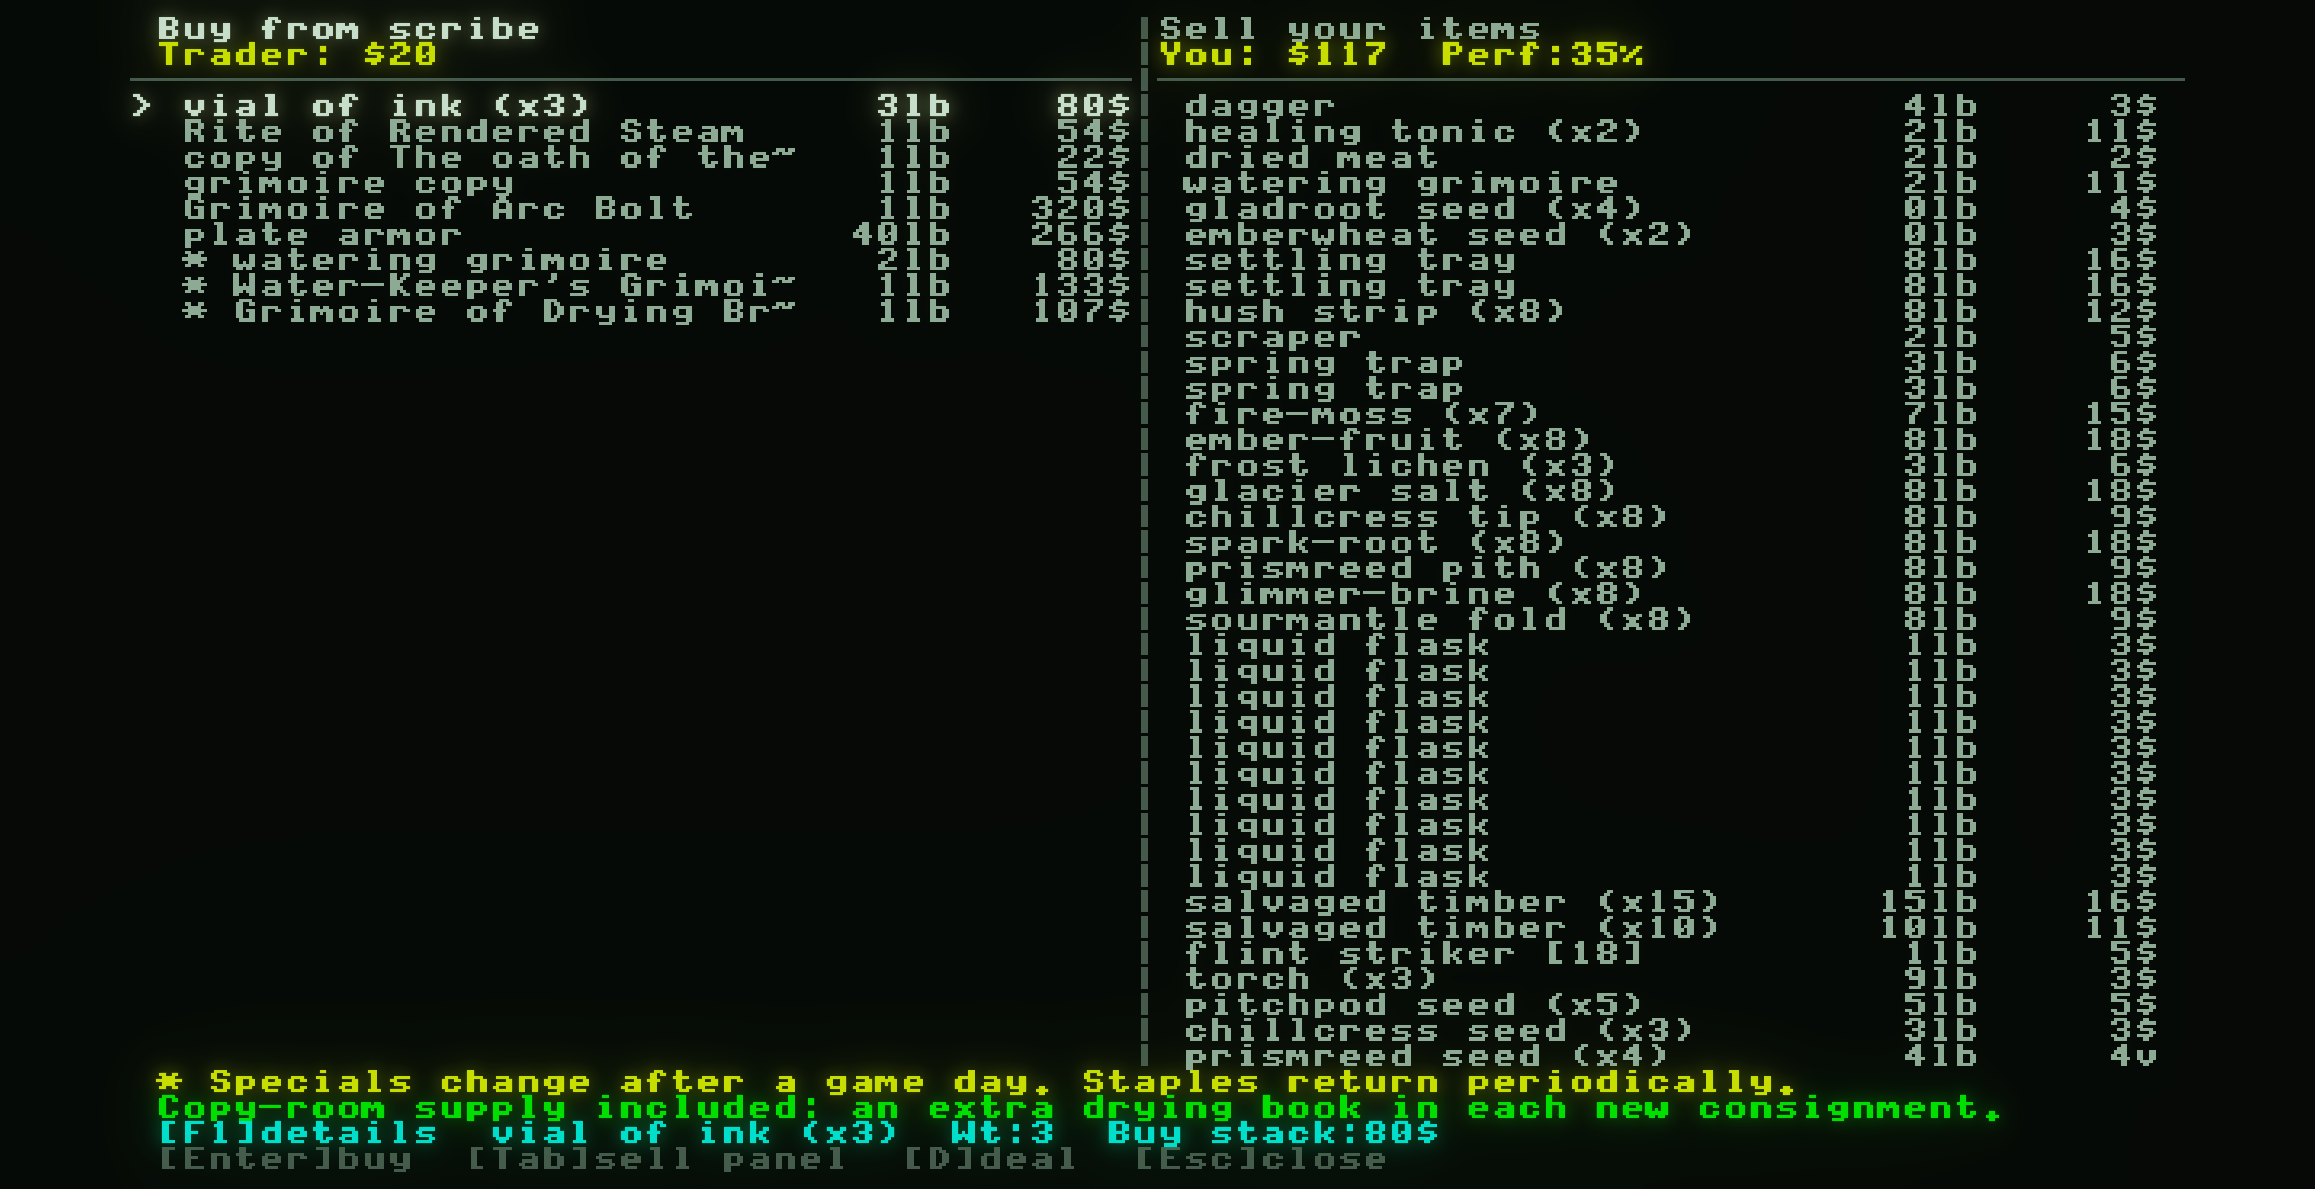 Buy from scribe
Trader: $20
> vial of ink (x3) 3lb 80$
Rite of Rendered Steam 1lb 54$
copy of The oath of the~ 1lb 22$
grimoire copy 1lb 54$
Grimoire of Arc Bolt 1lb 320$
plate armor 40lb 266$
* watering grimoire 2lb 80$
* Water-Keeper's Grimoi~ 1lb 133$
* Grimoire of Drying Br~ 1lb 107$
Sell your items
You: $117 Perf:35%
dagger 4lb 3$
healing tonic (x2) 2lb 11$
dried meat 2lb 2$
watering grimoire 2lb 11$
gladroot seed (x4) 0lb 4$
emberwheat seed (x2) 0lb 3$
settling tray 8lb 16$
settling tray 8lb 16$
hush strip (x8) 8lb 12$
scraper 2lb 5$
spring trap 3lb 6$
spring trap 3lb 6$
fire-moss (x7) 7lb 15$
ember-fruit (x8) 8lb 18$
frost lichen (x3) 3lb 6$
glacier salt (x8) 8lb 18$
chillcress tip (x8) 8lb 9$
spark-root (x8) 8lb 18$
prismreed pith (x8) 8lb 9$
glimmer-brine (x8) 8lb 18$
sourmantle fold (x8) 8lb 9$
liquid flask 1lb 3$
liquid flask 1lb 3$
liquid flask 1lb 3$
liquid flask 1lb 3$
liquid flask 1lb 3$
liquid flask 1lb 3$
liquid flask 1lb 3$
liquid flask 1lb 3$
liquid flask 1lb 3$
liquid flask 1lb 3$
salvaged timber (x15) 15lb 16$
salvaged timber (x10) 10lb 11$
flint striker [18] 1lb 5$
torch (x3) 9lb 3$
pitchpod seed (x5) 5lb 5$
chillcress seed (x3) 3lb 3$
prismreed seed (x4) 4lb 4v
* Specials change after a game day. Staples return periodically.
Copy-room supply included: an extra drying book in each new consignment.
[F1]details vial of ink (x3) Wt:3 Buy stack:80$
[Enter]buy [Tab]sell panel [D]deal [Esc]close